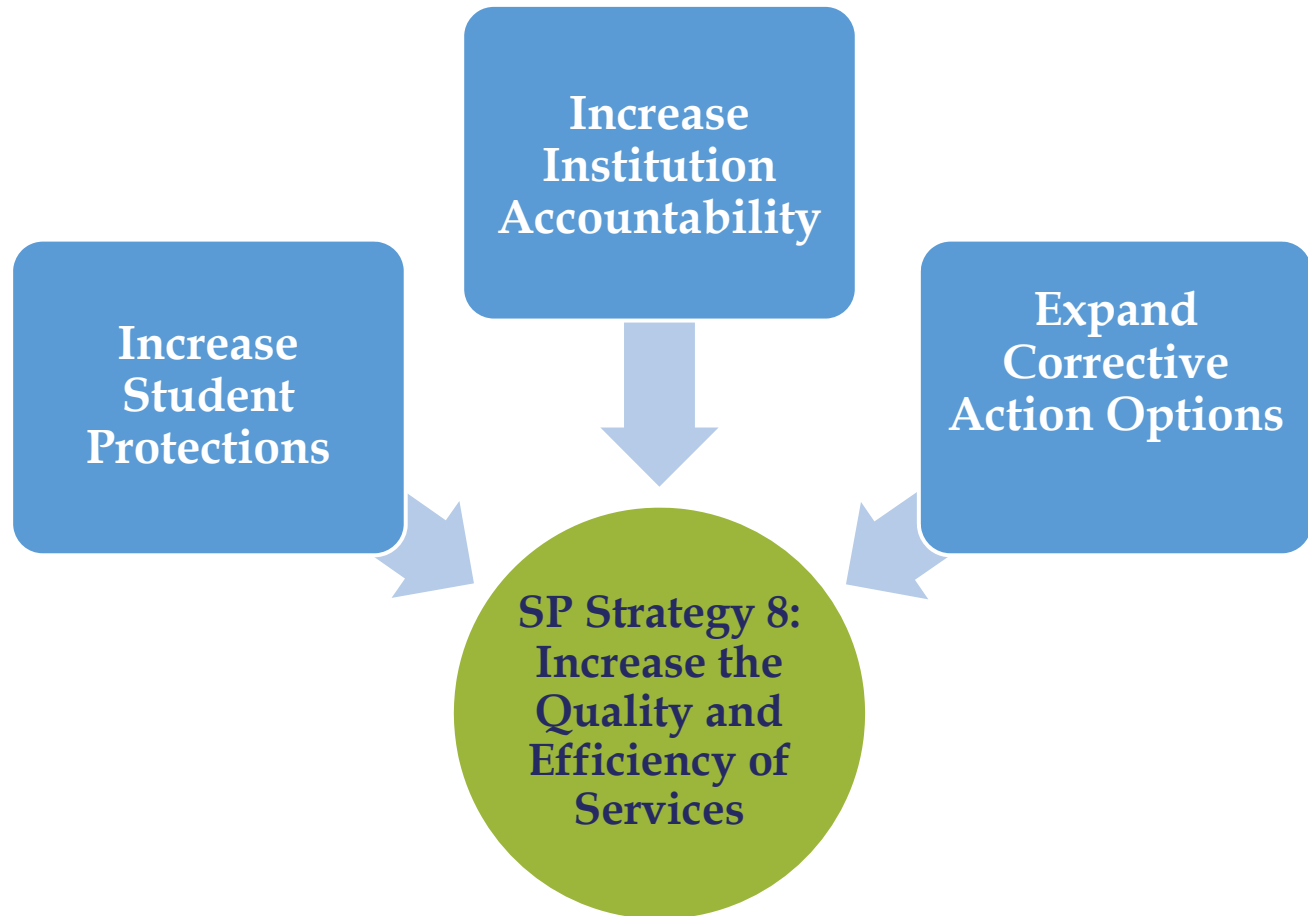 Increase
Institution
Accountability
Increase
Student
Protections
Expand
Corrective
Action Options
SP Strategy 8:
Increase the
Quality and
Efficiency of
Services